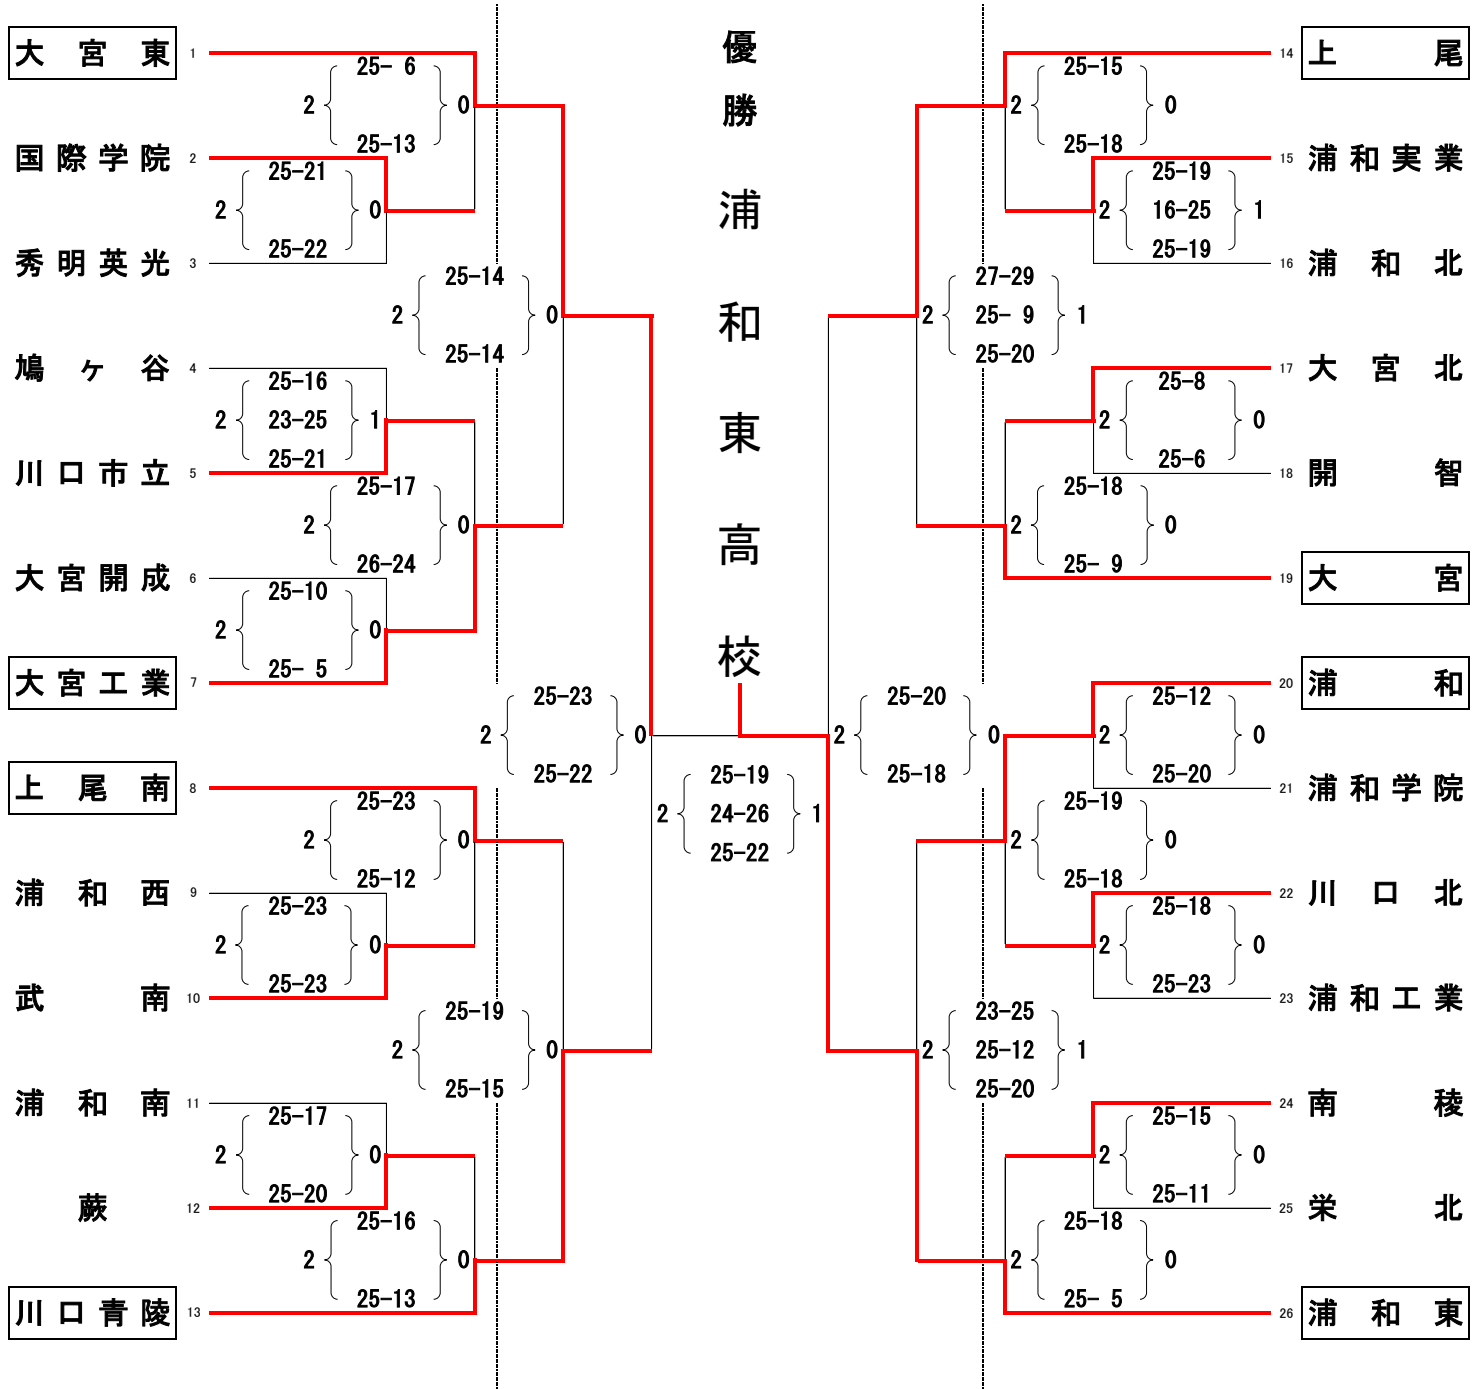 優勝
浦和東高校
大宮東 1
国際学院 2
秀明英光 3
鳩ヶ谷 4
川口市立 5
大宮開成 6
大宮工業 7
上尾南 8
浦和西 9
武南 10
浦和南 11
蕨 12
川口青陵 13
25- 6
2 0
25-13
25-21
2 0
25-22
25-14
2 0
25-14
25-16
2 23-25 1
25-21
25-17
2 0
26-24
25-10
2 0
25- 5
25-23
2 0
25-22
25-23
2 0
25-12
25-23
2 0
25-23
25-19
2 0
25-15
25-17
2 0
25-20
25-16
2 0
25-13
25-19
2 24-26 1
25-22
14 上尾
15 浦和実業
16 浦和北
17 大宮北
18 開智
19 大宮
20 浦和
21 浦和学院
22 川口北
23 浦和工業
24 南稜
25 栄北
26 浦和東
25-15
2 0
25-18
25-19
2 16-25 1
25-19
27-29
2 25- 9 1
25-20
25-8
2 0
25-6
25-18
2 0
25- 9
25-20
2 0
25-18
25-12
2 0
25-20
25-19
2 0
25-18
25-18
2 0
25-23
23-25
2 25-12 1
25-20
25-15
2 0
25-11
25-18
2 0
25- 5